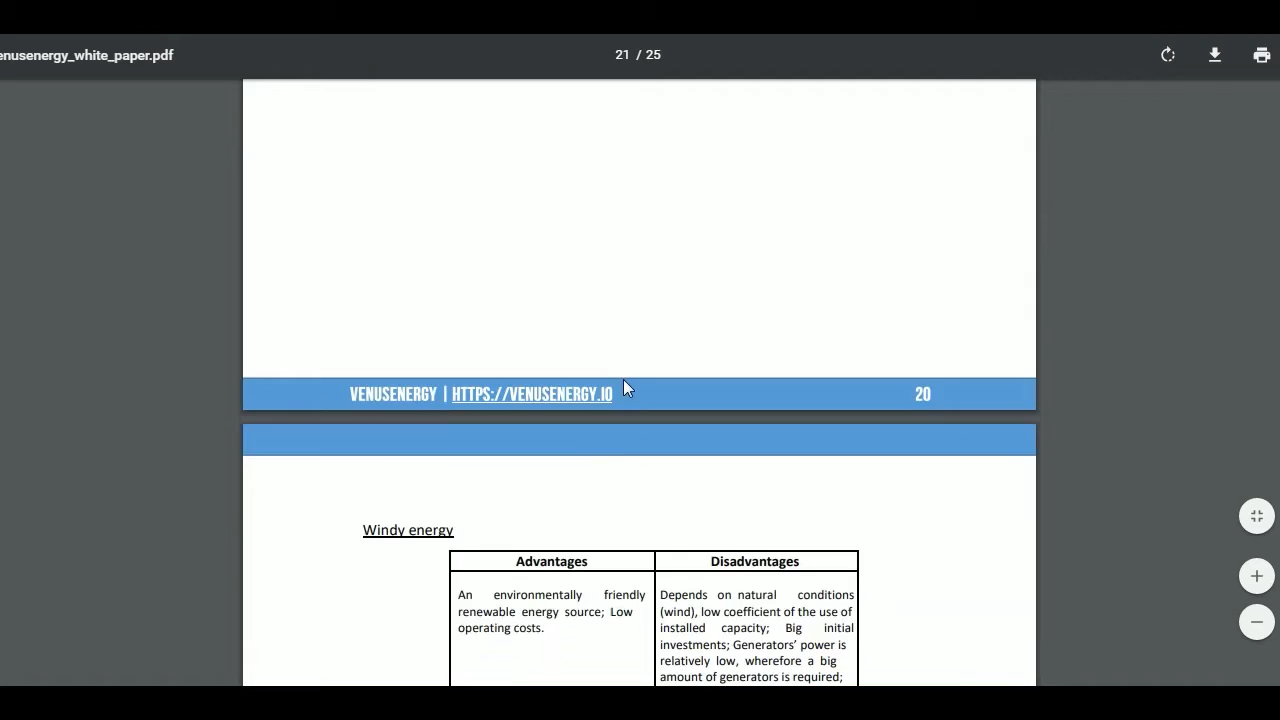 enusenergy_white_paper.pdf
21 / 25
VENUSENERGY | HTTPS://VENUSENERGY.IO 20
Windy energy
Advantages Disadvantages
An environmentally friendly
renewable energy source; Low
operating costs.
Depends on natural conditions
(wind), low coefficient of the use of
installed capacity; Big initial
investments; Generators' power is
relatively low, wherefore a big
amount of generators is required;